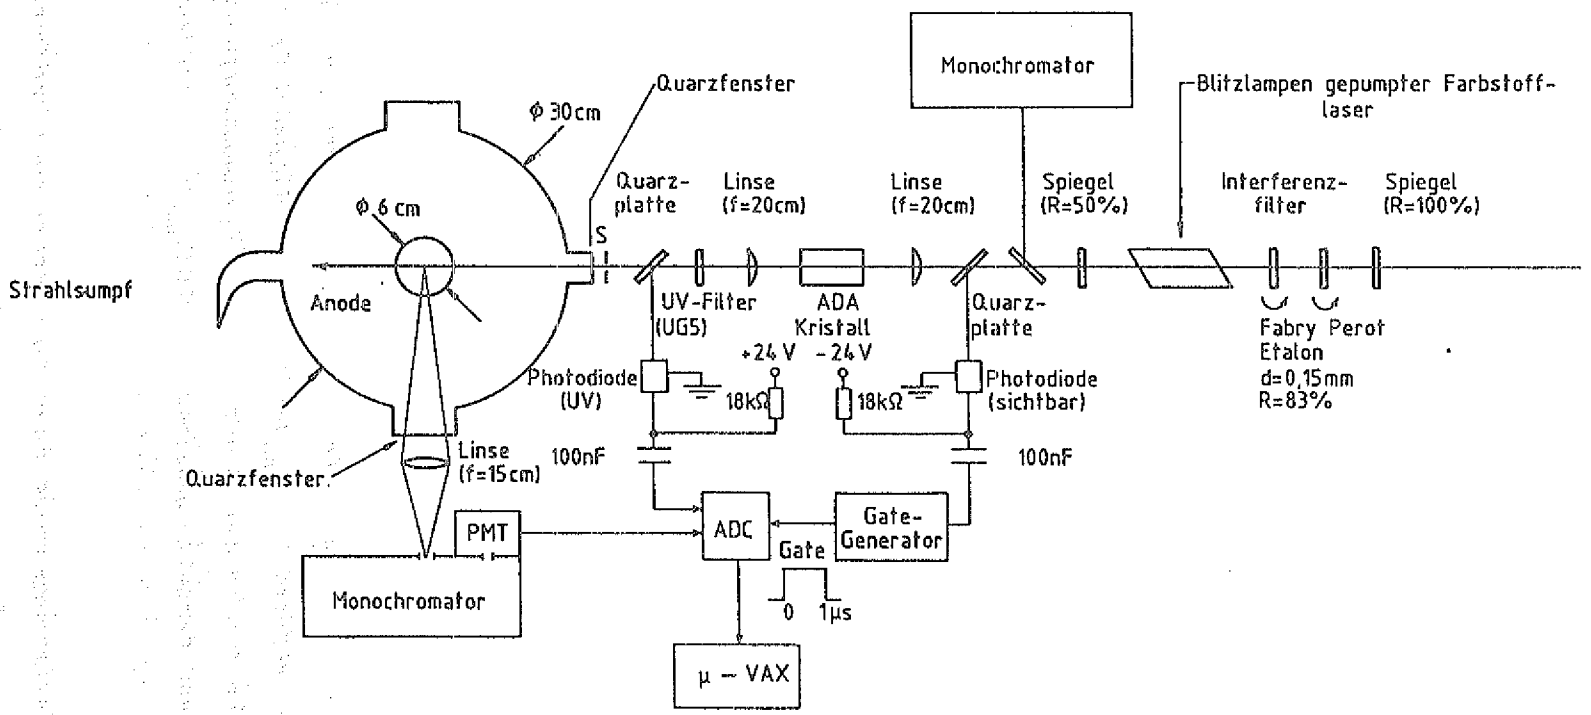 Monochromator
Quarzfenster
Blitzlampen gepumpter Farbstoff-
laser
ϕ 30cm
Quarz-
platte
Linse
(f=20cm)
Linse
(f=20cm)
Spiegel
(R=50%)
Interferenz-
filter
Spiegel
(R=100%)
ϕ 6 cm
S
Strahlsumpf
Anode
UV-Filter
(UG5)
ADA
Kristall
Quarz-
platte
Fabry Perot
Etalon
d=0,15mm
R=83%
+24 V
-24V
Photodiode
(UV)
18kΩ
18kΩ
Photodiode
(sichtbar)
Linse
(f=15cm)
100nF
100nF
Quarzfenster.
PMT
ADC
Gate-
Generator
Gate
0 1µs
Monochromator
µ - VAX